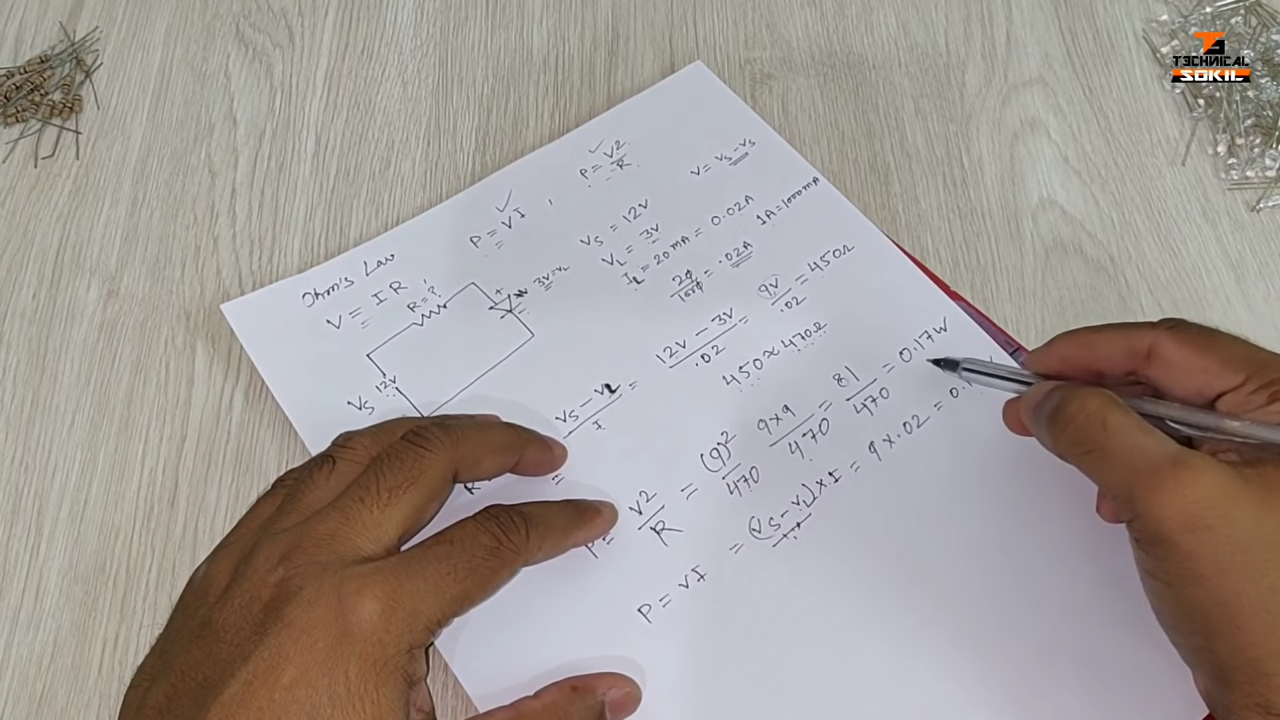 T3CHNICAL
SOKIL
Ohm's Law
V = IR
P = VI ,
P = V2/R
V = Vs - Vs
R=?
+
3V=VL
12V
Vs
Vs = 12V
VL = 3V
IL = 20mA = 0.02A
1A=1000mA
20/1000 = .02A
Vs - VL / I = 12V - 3V / .02 = 9V / .02 = 450Ω
450 ≈ 470Ω
R
=
P = V2/R = (9)2/470 = 9x9/470 = 81/470 = 0.17W
P = VI = (Vs - VL) x I = 9 x .02 = 0.1